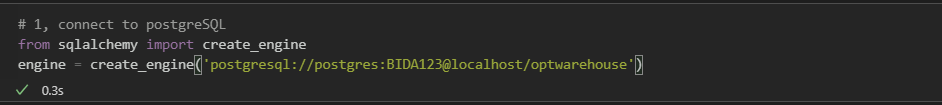 # 1, connect to postgreSQL
from sqlalchemy import create_engine
engine = create_engine('postgresql://postgres:BIDA123@localhost/optwarehouse')
✓ 0.3s